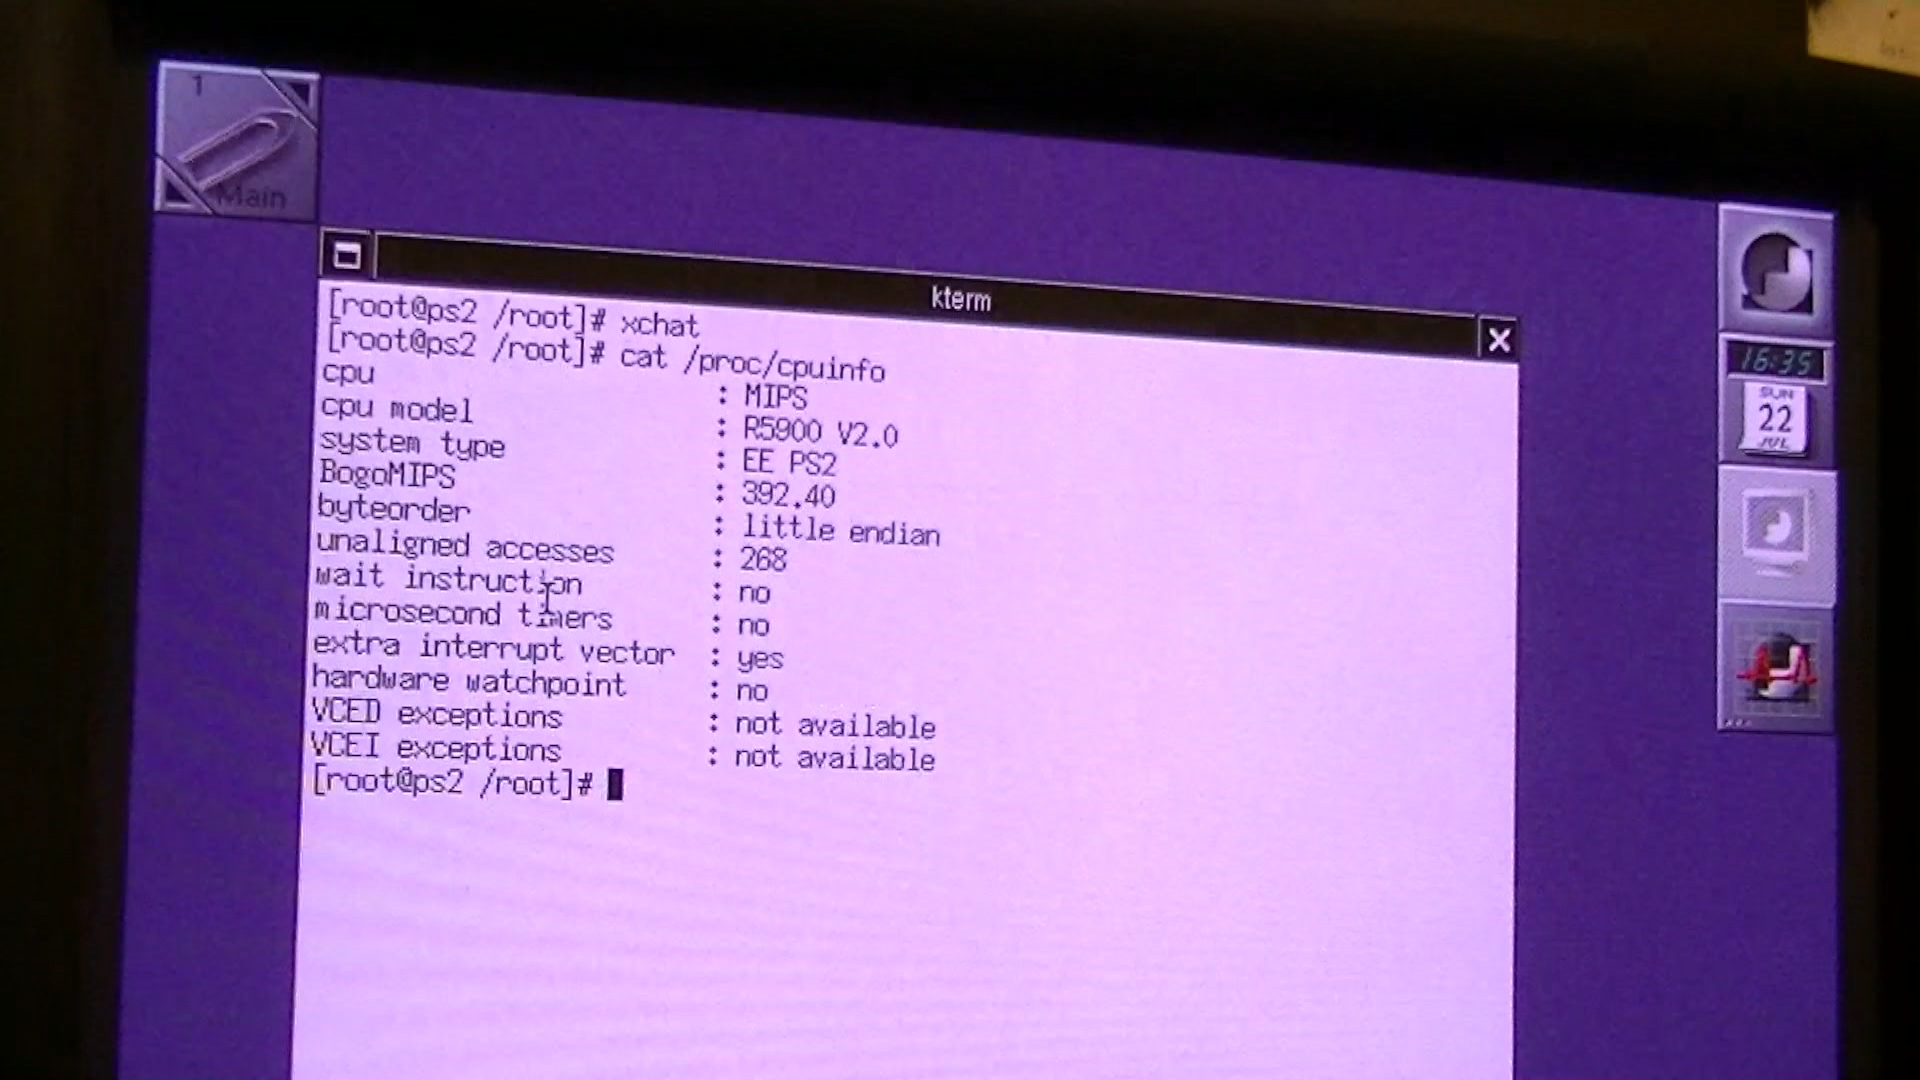 1
Main
kterm
[root@ps2 /root]# xchat
[root@ps2 /root]# cat /proc/cpuinfo
cpu : MIPS
cpu model : R5900 V2.0
system type : EE PS2
BogoMIPS : 392.40
byteorder : little endian
unaligned accesses : 268
wait instruction : no
microsecond timers : no
extra interrupt vector : yes
hardware watchpoint : no
VCED exceptions : not available
VCEI exceptions : not available
[root@ps2 /root]#
16:35
SUN
22
JUL